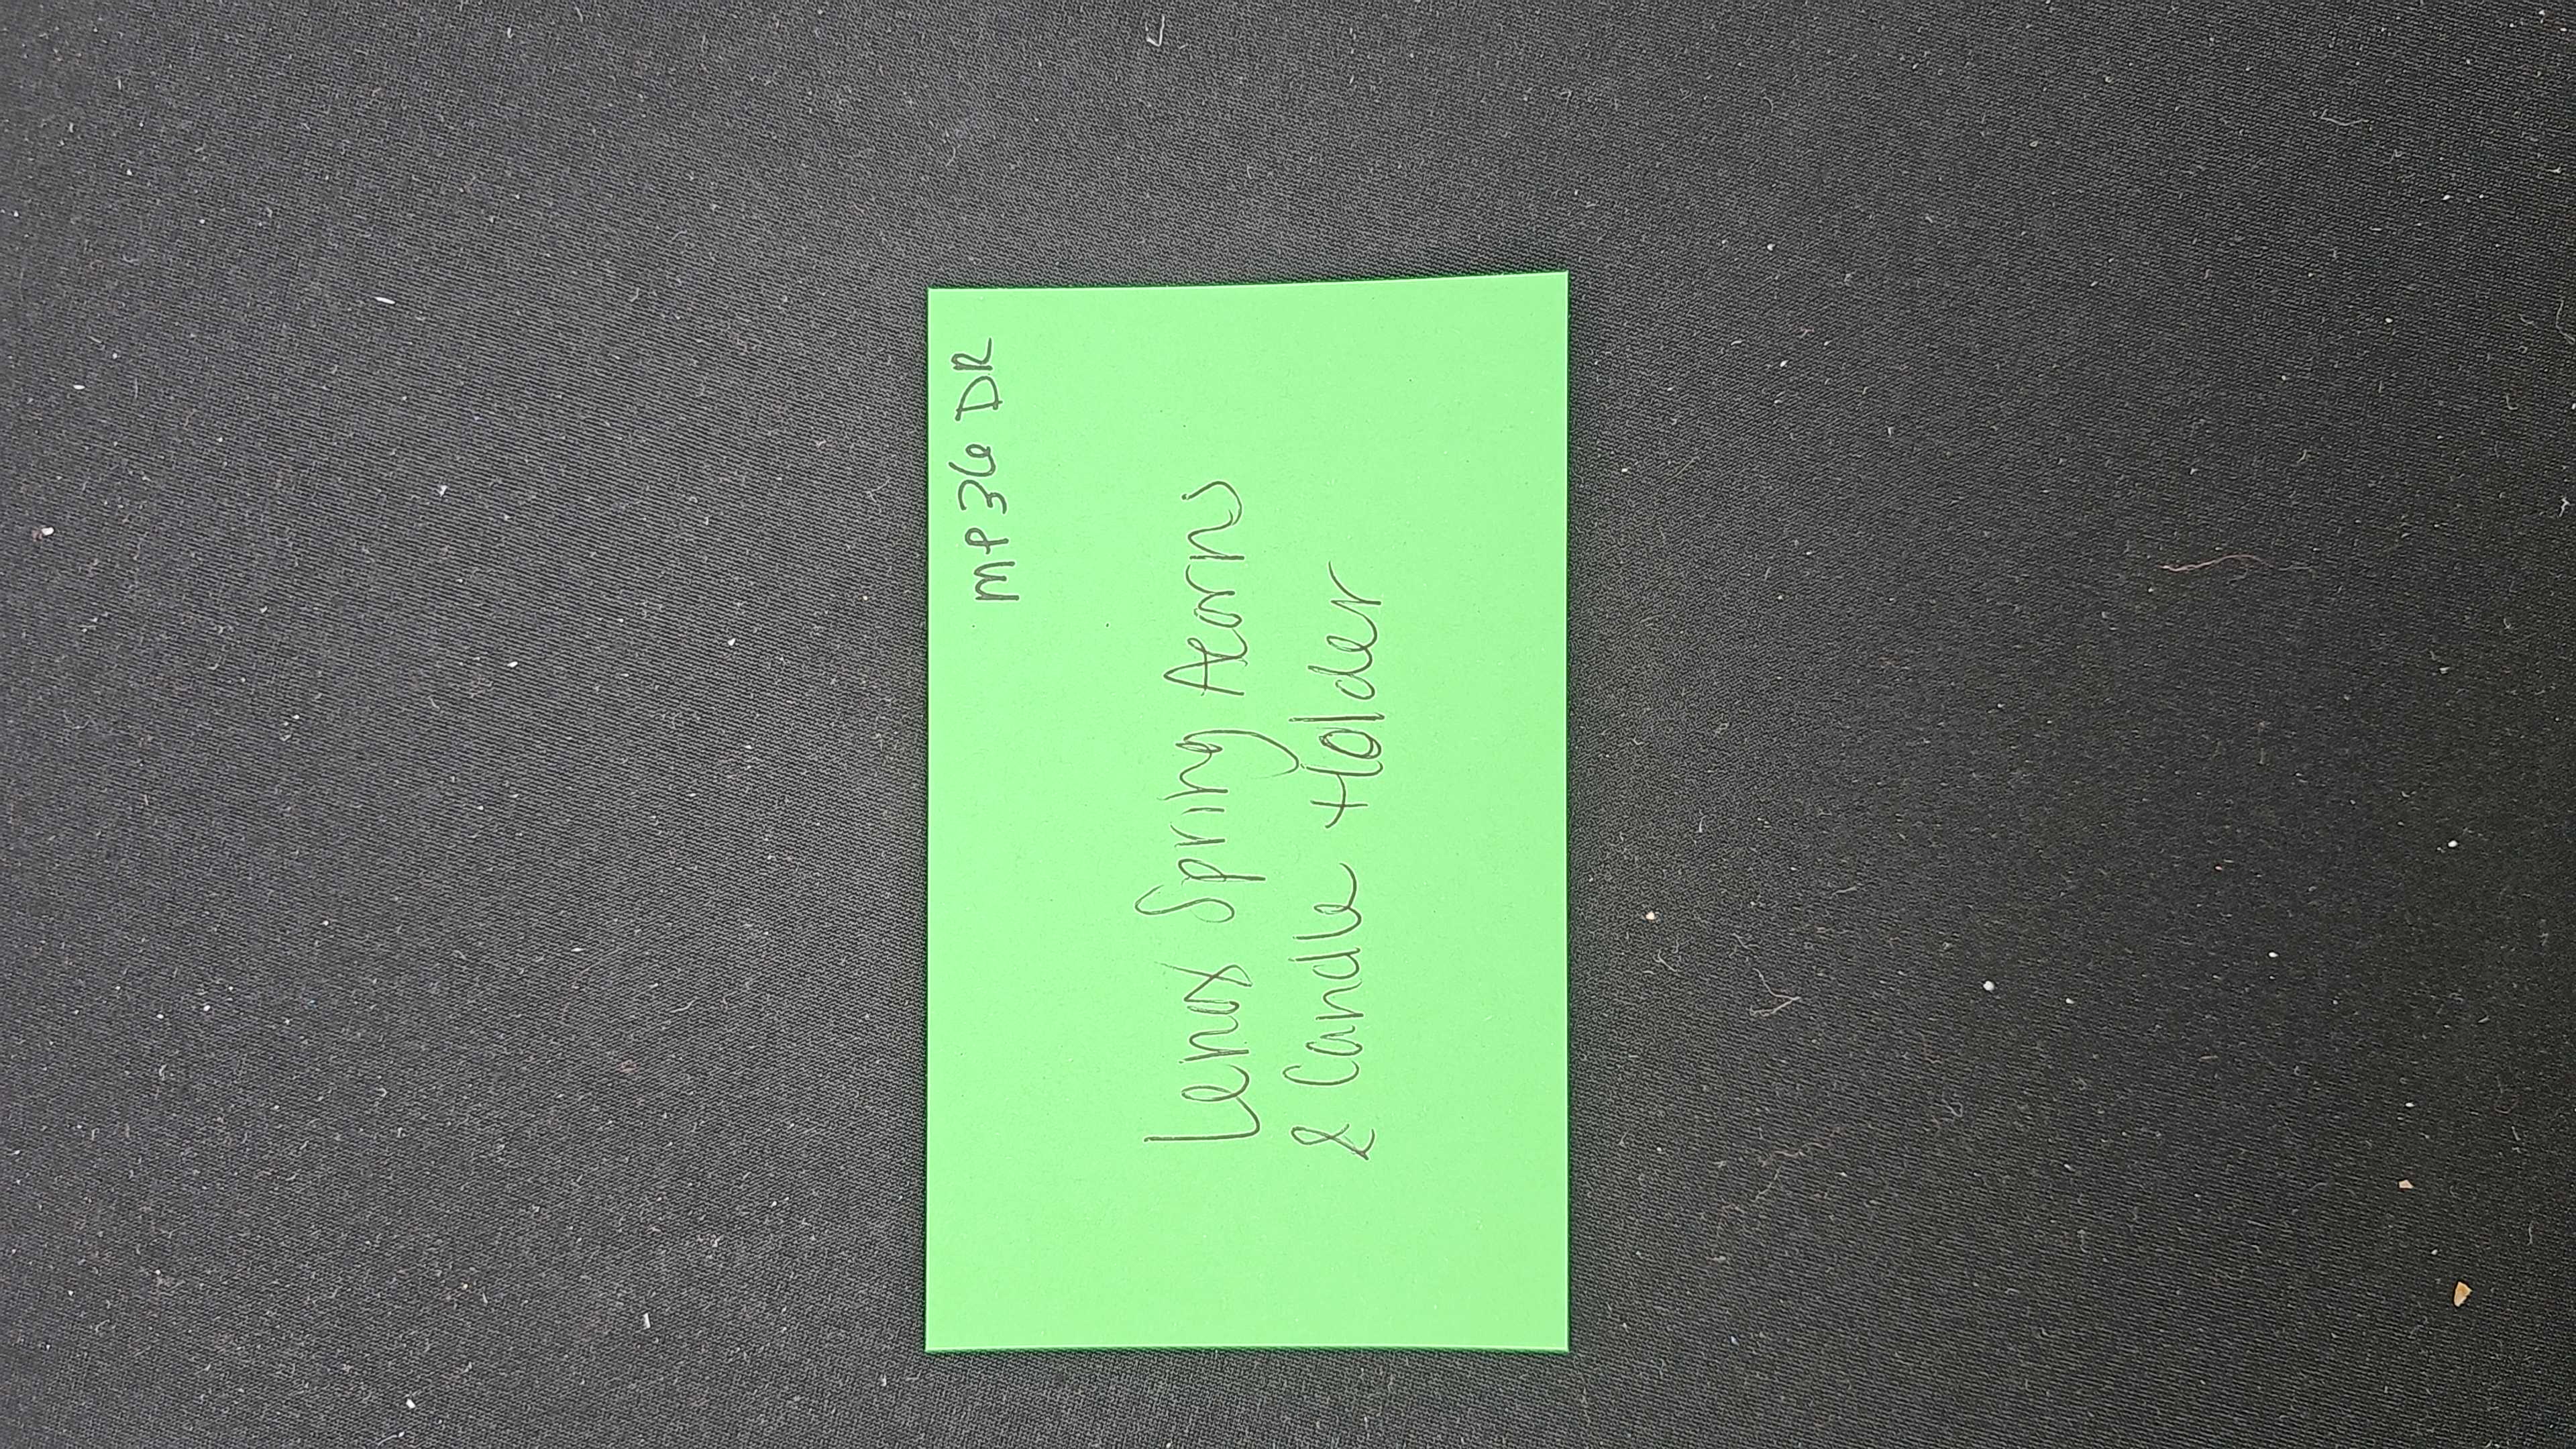 MP36 DR
Lenox Spring Acorns
& Candle Holder